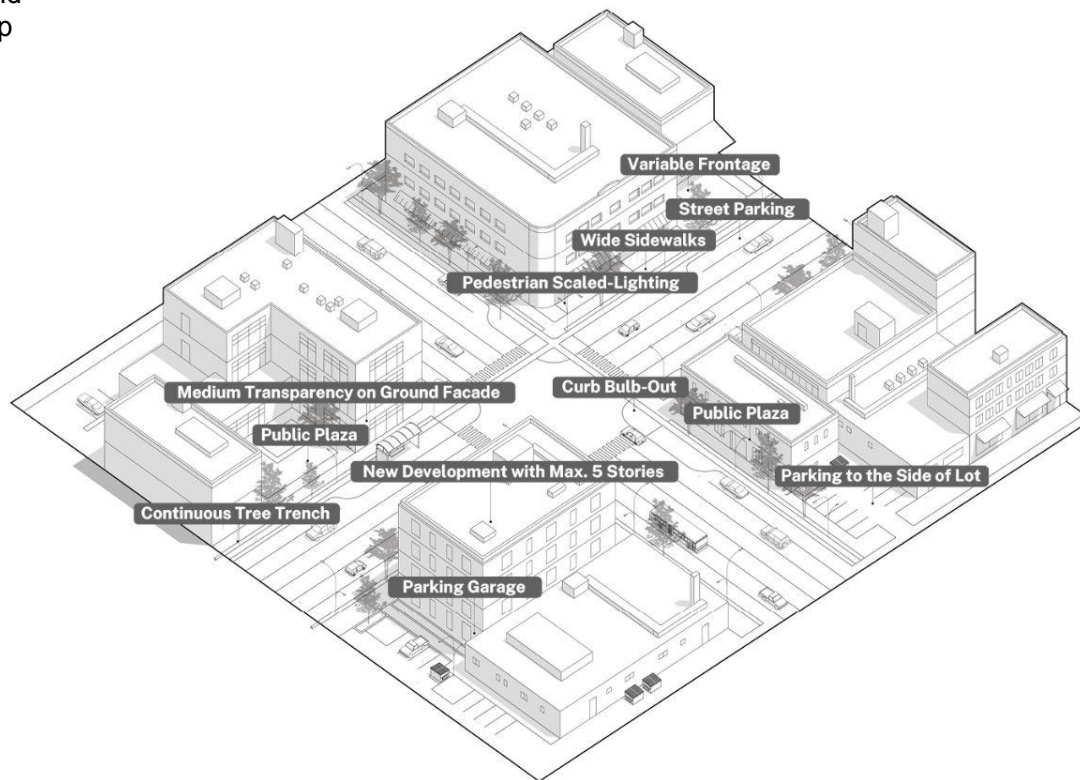 Variable Frontage
Street Parking
Wide Sidewalks
Pedestrian Scaled-Lighting
Medium Transparency on Ground Facade
Curb Bulb-Out
Public Plaza
Public Plaza
New Development with Max. 5 Stories
Parking to the Side of Lot
Continuous Tree Trench
Parking Garage